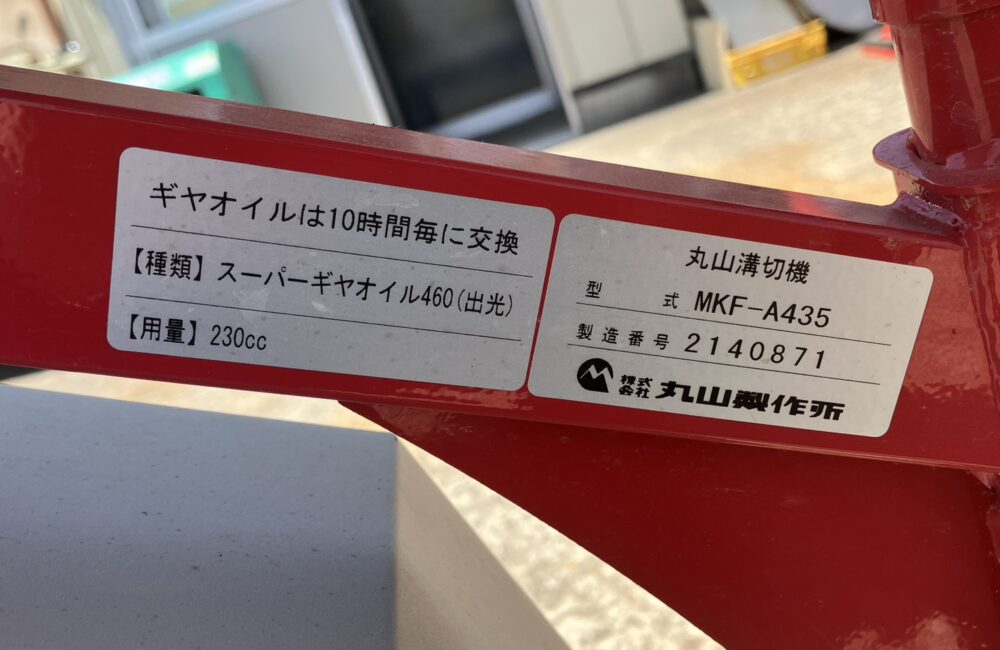 ギヤオイルは10時間毎に交換
【種類】スーパーギヤオイル460(出光)
【用量】230cc
丸山溝切機
型式 MKF-A435
製造番号 2140871
株式会社 丸山製作所